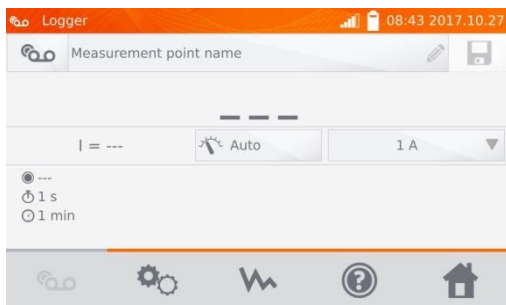 Logger 08:43 2017.10.27
Measurement point name
---
I = --- Auto 1 A
---
1 s
1 min